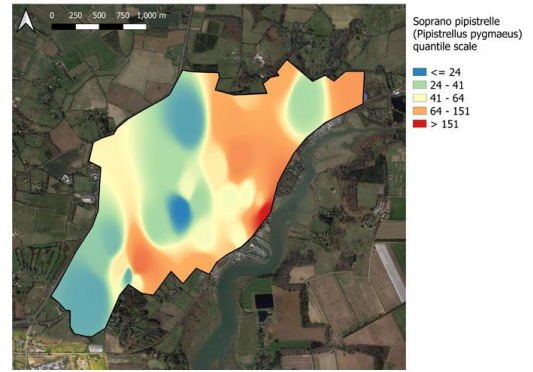 0 250 500 750 1,000 m
Soprano pipistrelle
(Pipistrellus pygmaeus)
quantile scale
<= 24
24 - 41
41 - 64
64 - 151
> 151